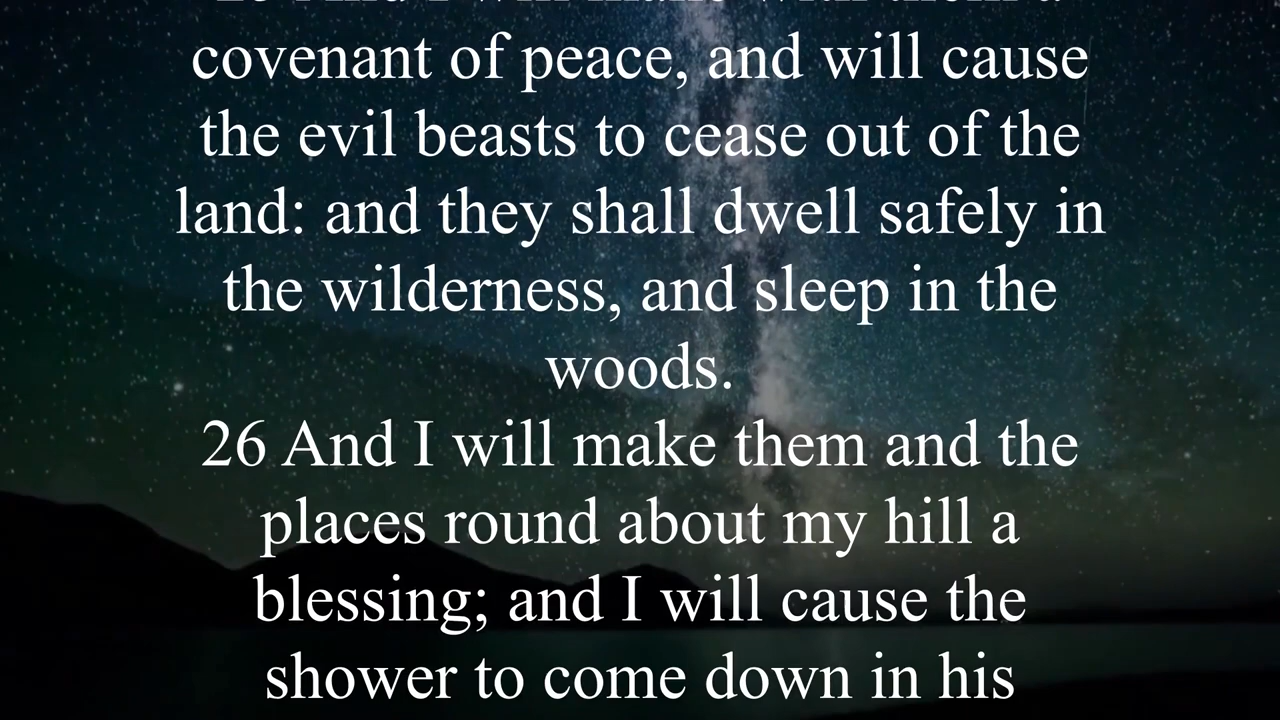 covenant of peace, and will cause
the evil beasts to cease out of the
land: and they shall dwell safely in
the wilderness, and sleep in the
woods.
26 And I will make them and the
places round about my hill a
blessing; and I will cause the
shower to come down in his